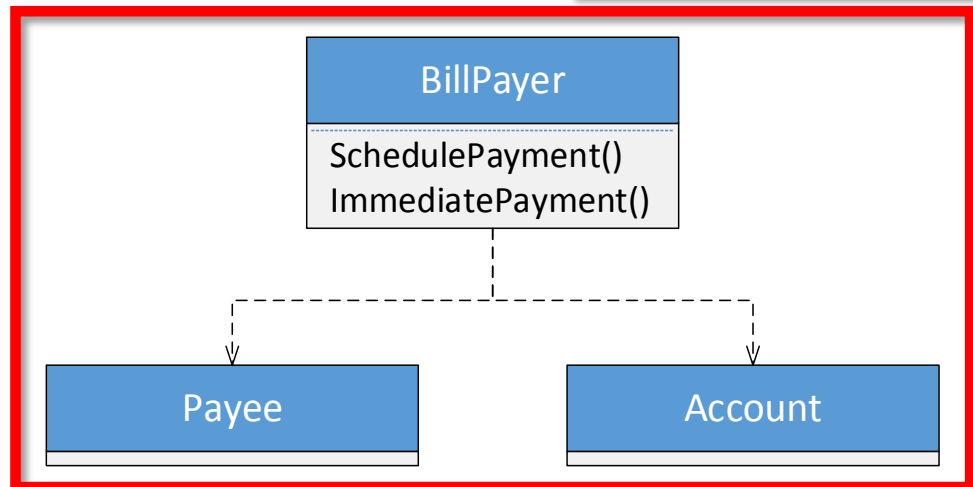 BillPayer
SchedulePayment()
ImmediatePayment()
Payee
Account